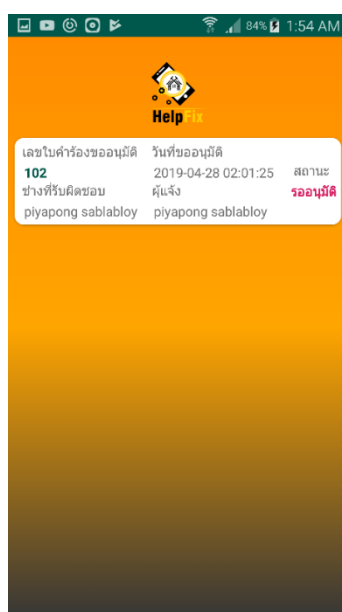 84% 1:54 AM
HelpFix
เลขใบคำร้องขออนุมัติ วันที่ขออนุมัติ
102 2019-04-28 02:01:25 สถานะ
ช่างที่รับผิดชอบ ผู้แจ้ง รออนุมัติ
piyapong sablabloy piyapong sablabloy